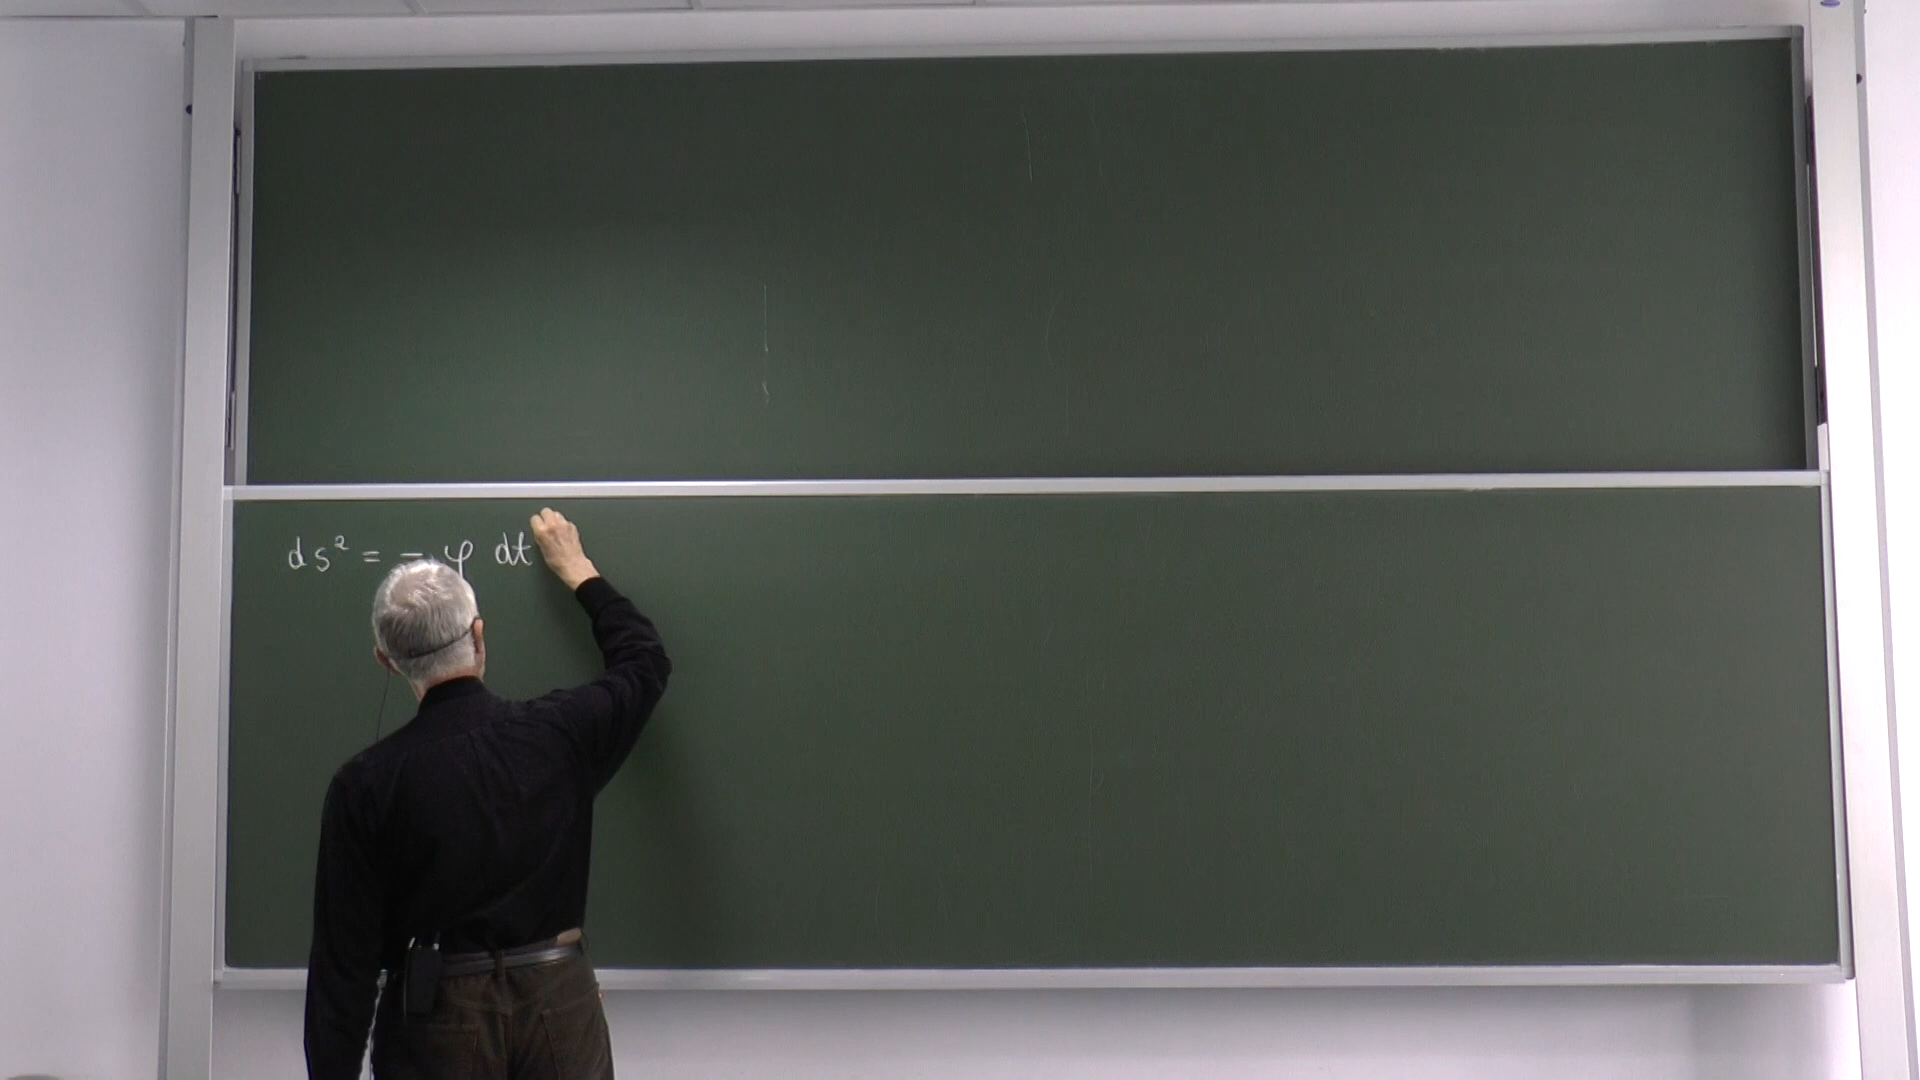 ds² = - φ dt